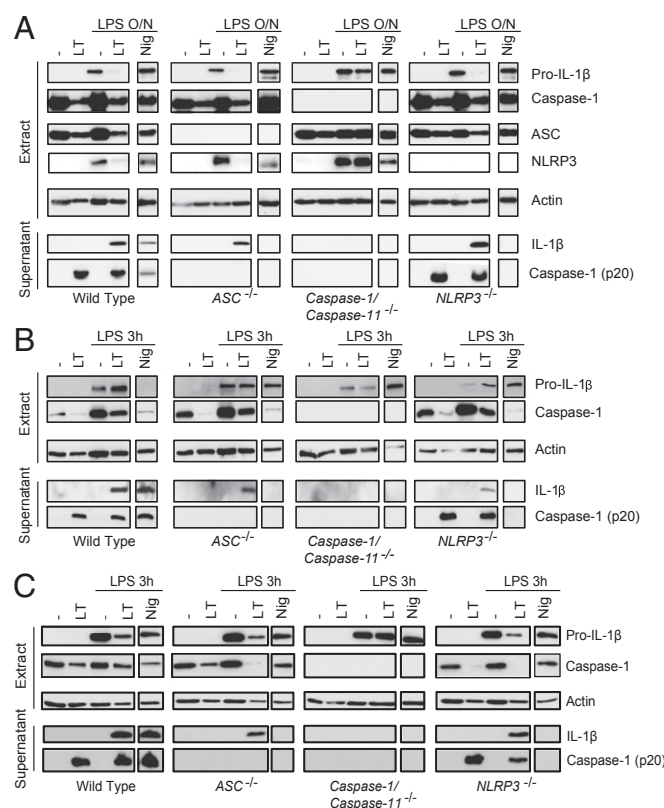 A
LPS O/N LPS O/N LPS O/N LPS O/N
- LT - LT Nig - LT - LT Nig - LT - LT Nig - LT - LT Nig
Extract
Pro-IL-1β
Caspase-1
ASC
NLRP3
Actin
Supernatant
IL-1β
Caspase-1 (p20)
Wild Type ASC-/- Caspase-1/ NLRP3-/-
Caspase-11-/-
B
LPS 3h LPS 3h LPS 3h LPS 3h
- LT - LT Nig - LT - LT Nig - LT - LT Nig - LT - LT Nig
Extract
Pro-IL-1β
Caspase-1
Actin
Supernatant
IL-1β
Caspase-1 (p20)
Wild Type ASC-/- Caspase-1/ NLRP3-/-
Caspase-11-/-
C
LPS 3h LPS 3h LPS 3h LPS 3h
- LT - LT Nig - LT - LT Nig - LT - LT Nig - LT - LT Nig
Extract
Pro-IL-1β
Caspase-1
Actin
Supernatant
IL-1β
Caspase-1 (p20)
Wild Type ASC-/- Caspase-1/ NLRP3-/-
Caspase-11-/-